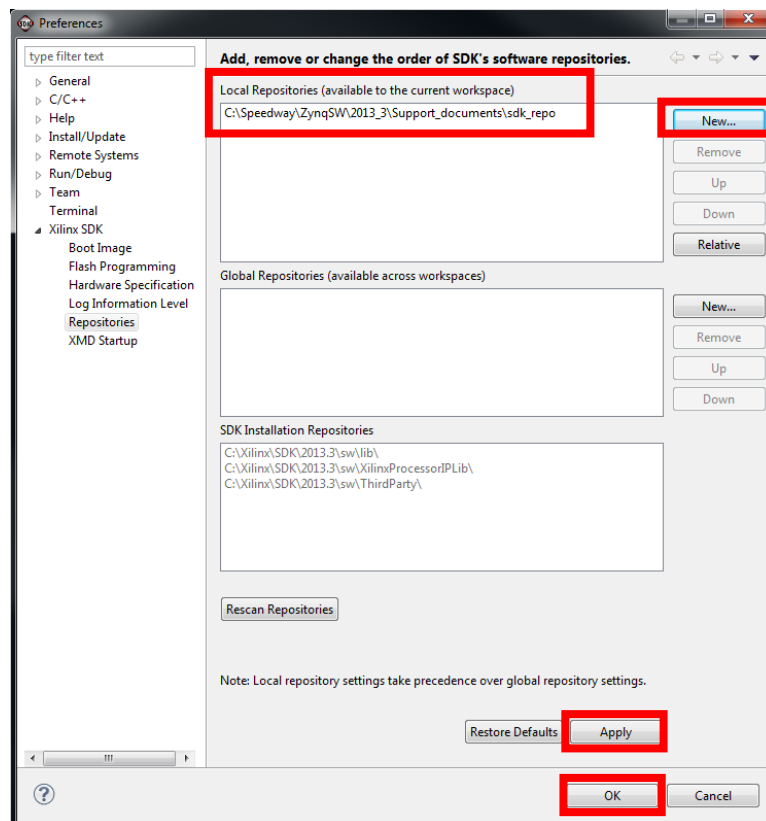 Preferences
type filter text
General
C/C++
Help
Install/Update
Remote Systems
Run/Debug
Team
Terminal
Xilinx SDK
Boot Image
Flash Programming
Hardware Specification
Log Information Level
Repositories
XMD Startup
Add, remove or change the order of SDK's software repositories.
Local Repositories (available to the current workspace)
C:\Speedway\ZynqSW\2013_3\Support_documents\sdk_repo
New...
Remove
Up
Down
Relative
Global Repositories (available across workspaces)
New...
Remove
Up
Down
SDK Installation Repositories
C:\Xilinx\SDK\2013.3\sw\lib\
C:\Xilinx\SDK\2013.3\sw\XilinxProcessorIPLib\
C:\Xilinx\SDK\2013.3\sw\ThirdParty\
Rescan Repositories
Note: Local repository settings take precedence over global repository settings.
Restore Defaults
Apply
OK
Cancel